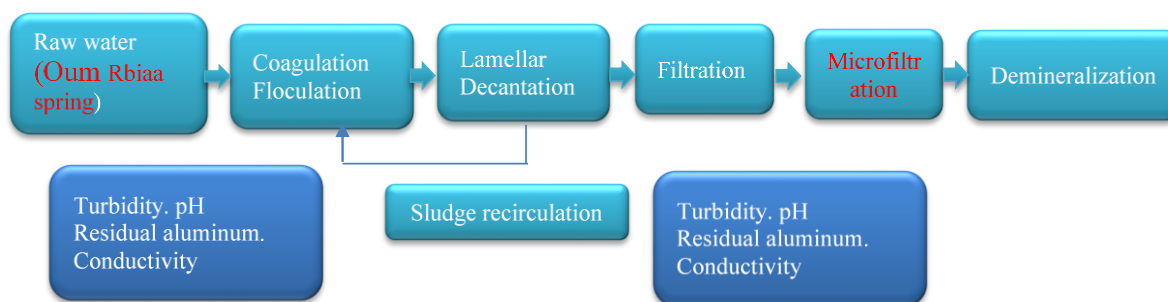 Raw water
(Oum Rbiaa
spring)
Coagulation
Floculation
Lamellar
Decantation
Filtration
Microfiltr
ation
Demineralization
Turbidity. pH
Residual aluminum.
Conductivity
Sludge recirculation
Turbidity. pH
Residual aluminum.
Conductivity